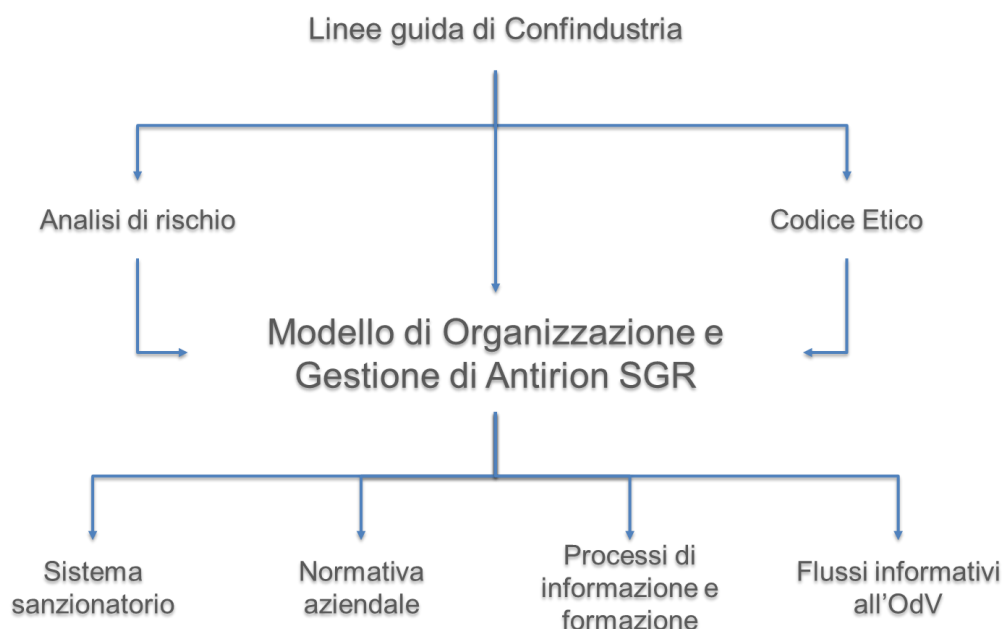 Linee guida di Confindustria
Analisi di rischio
Codice Etico
Modello di Organizzazione e
Gestione di Antirion SGR
Sistema
sanzionatorio
Normativa
aziendale
Processi di
informazione e
formazione
Flussi informativi
all’OdV